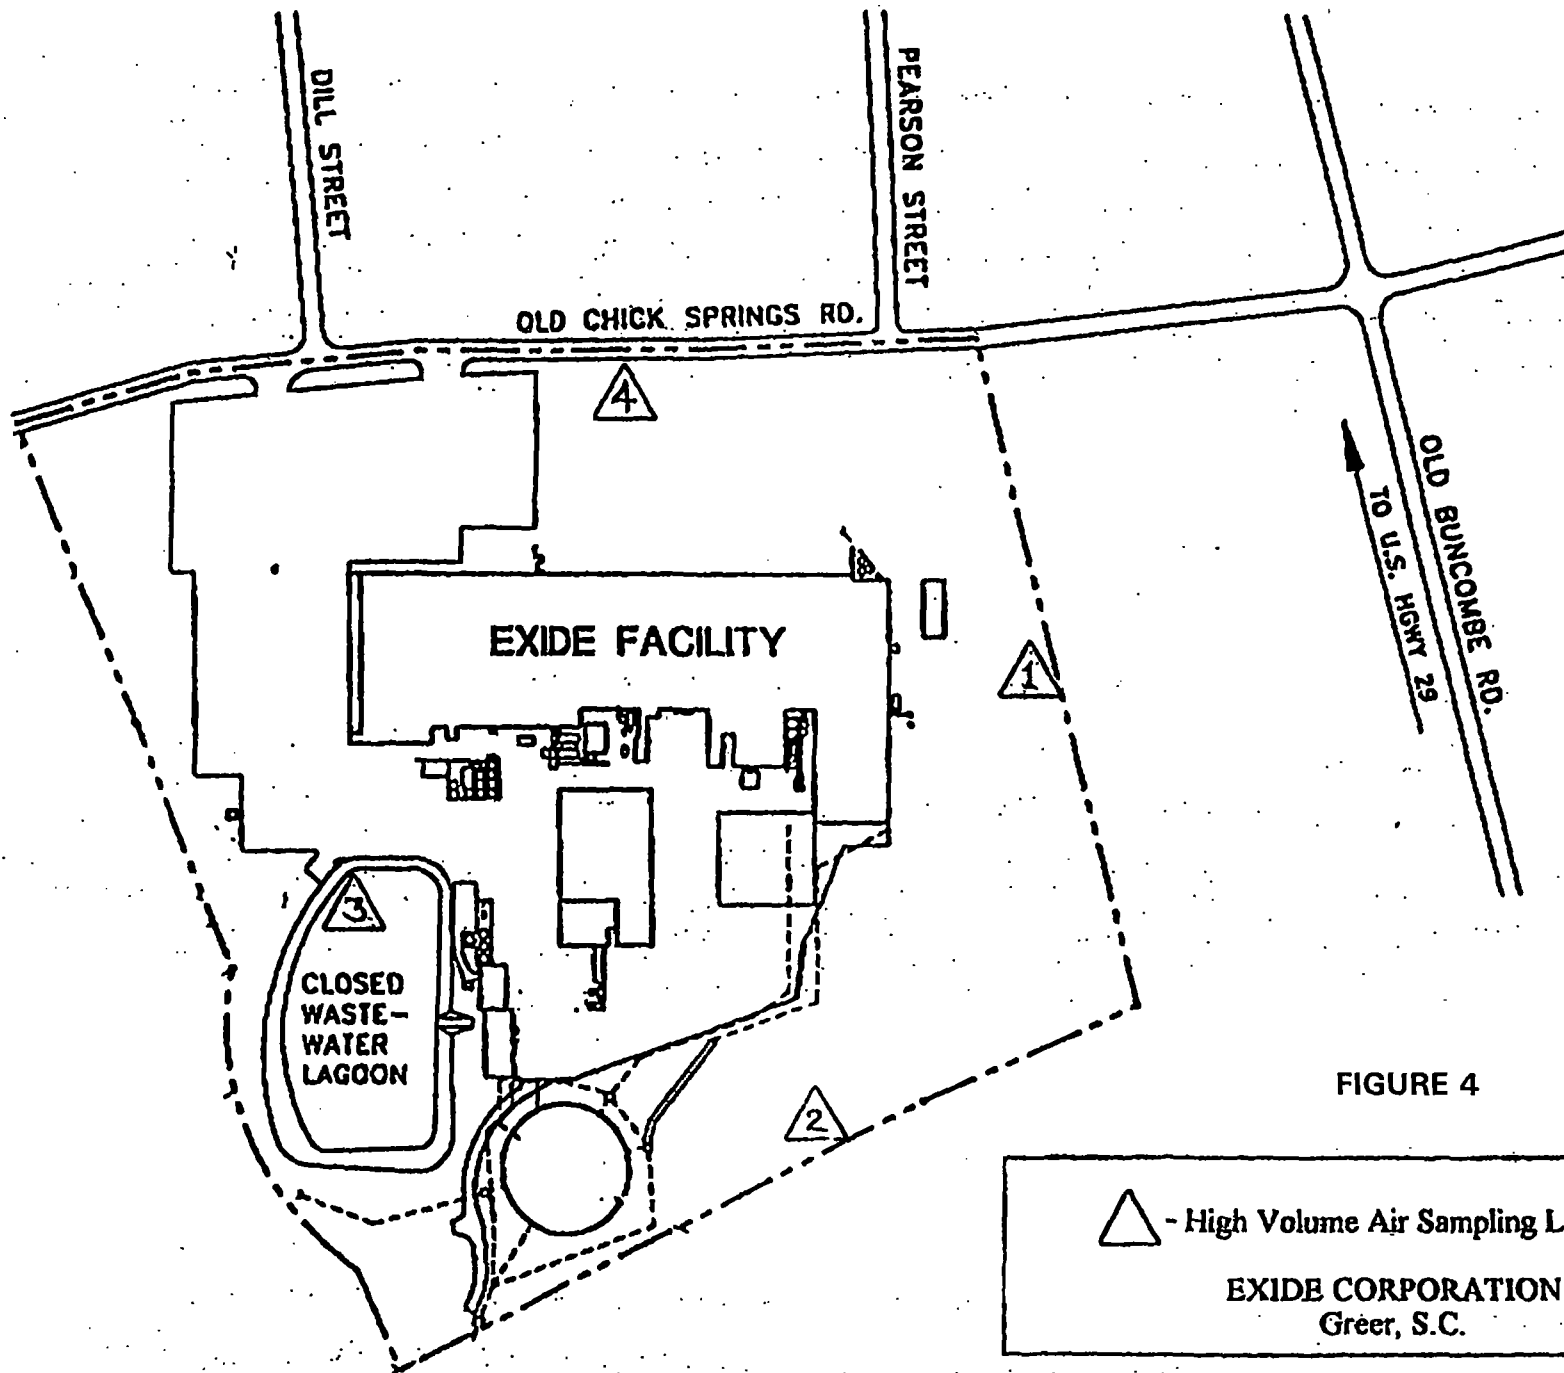 DILL STREET
PEARSON STREET
OLD CHICK SPRINGS RD.
4
OLD BUNCOMBE RD.
TO U.S. HGWY 29
EXIDE FACILITY
1
3
CLOSED
WASTE-
WATER
LAGOON
2
FIGURE 4
- High Volume Air Sampling L
EXIDE CORPORATION
Greer, S.C.